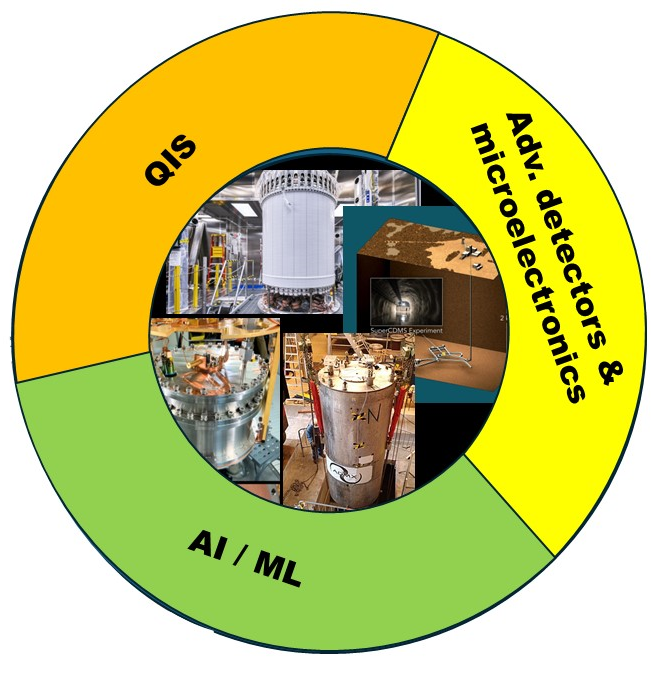 QIS
Adv. detectors &
microelectronics
SuperCDMS Experiment
N
AI / ML